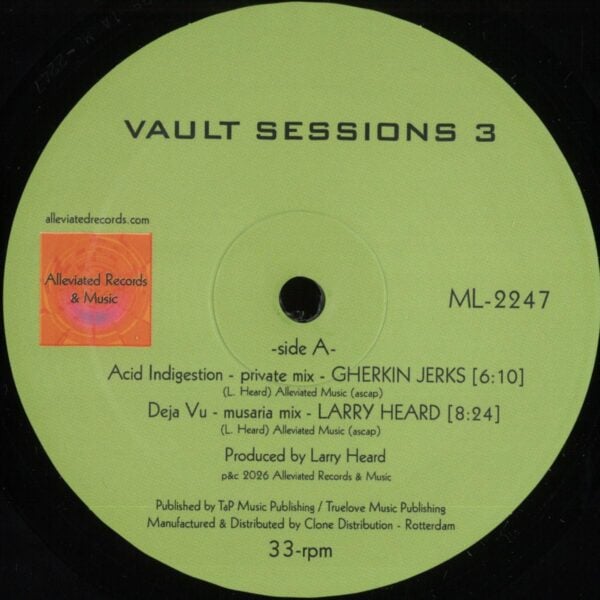 ML-2247
VAULT SESSIONS 3
alleviatedrecords.com
Alleviated Records
& Music
ML-2247
-side A-
Acid Indigestion - private mix - GHERKIN JERKS [6:10]
(L. Heard) Alleviated Music (ascap)
Deja Vu - musaria mix - LARRY HEARD [8:24]
(L. Heard) Alleviated Music (ascap)
Produced by Larry Heard
p&c 2026 Alleviated Records & Music
Published by TaP Music Publishing / Truelove Music Publishing
Manufactured & Distributed by Clone Distribution - Rotterdam
33-rpm